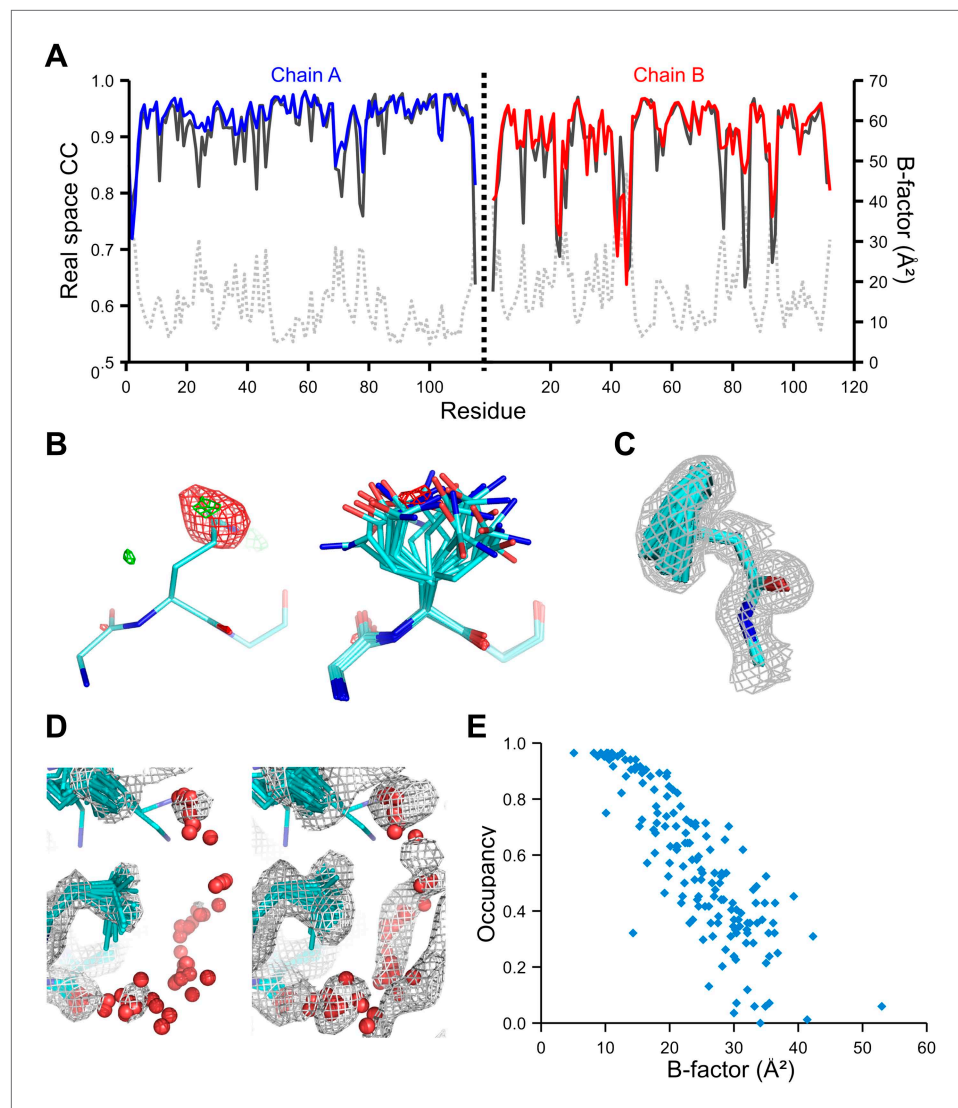 A
Chain A
Chain B
1.0
0.9
0.8
0.7
0.6
0.5
Real space CC
70
60
50
40
30
20
10
0
B-factor (Å²)
0 20 40 60 80 100
20 40 60 80 100 120
Residue
B
C
D
E
1.0
0.8
0.6
0.4
0.2
0.0
Occupancy
0 10 20 30 40 50 60
B-factor (Å²)